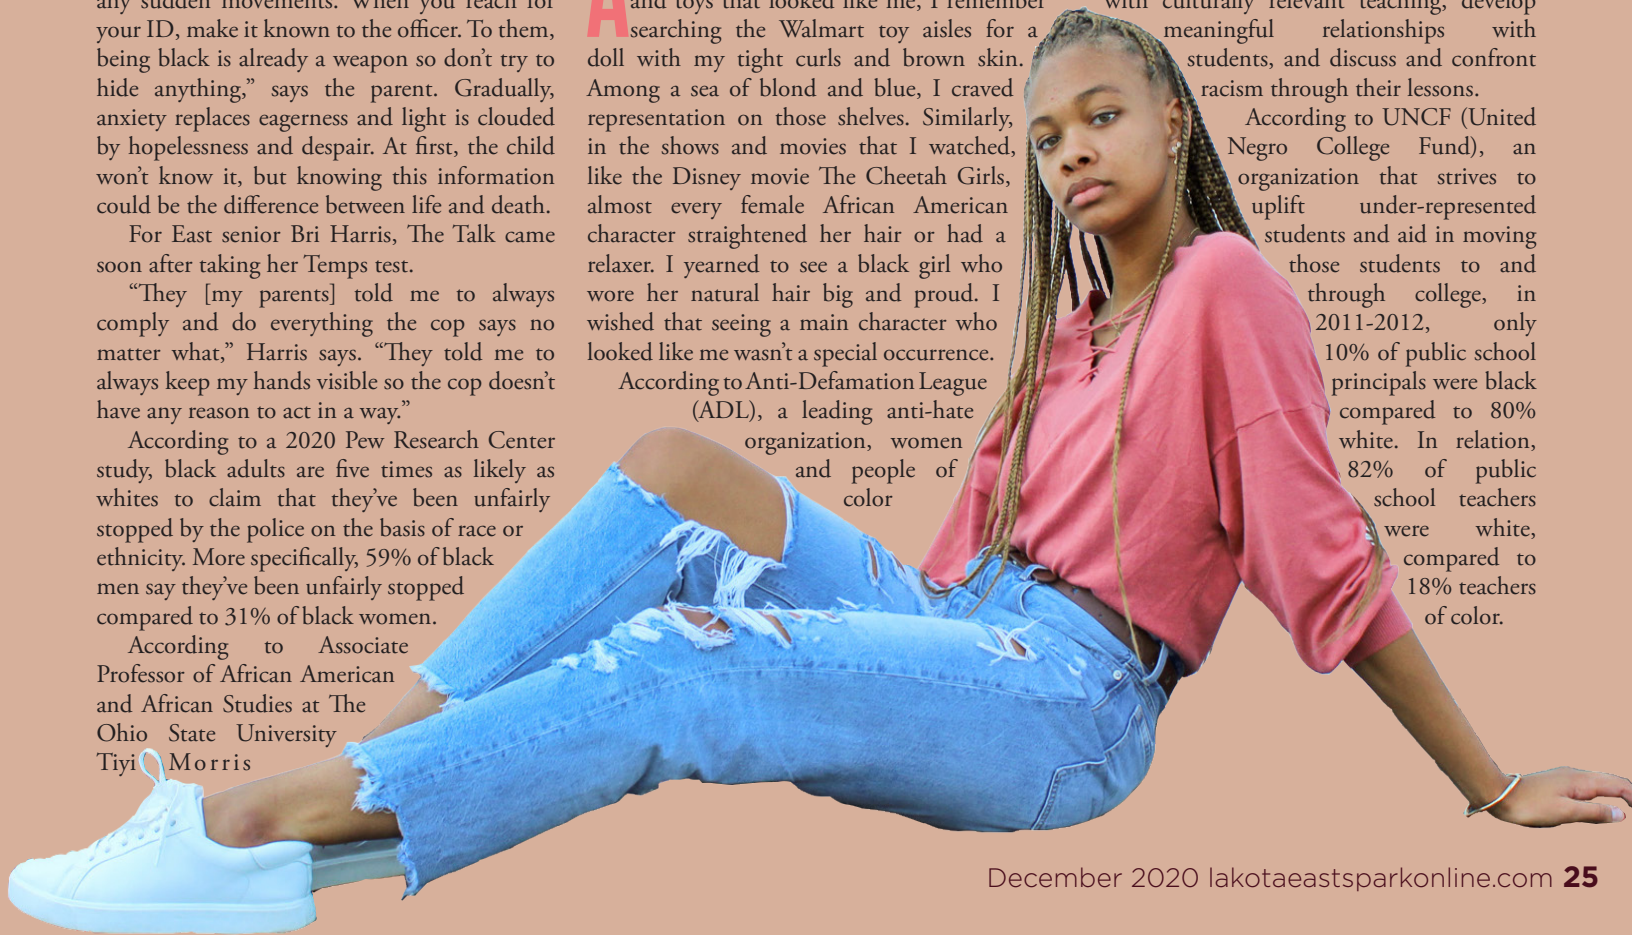 any sudden movements. When you reach for
your ID, make it known to the officer. To them,
being black is already a weapon so don’t try to
hide anything,” says the parent. Gradually,
anxiety replaces eagerness and light is clouded
by hopelessness and despair. At first, the child
won’t know it, but knowing this information
could be the difference between life and death.
For East senior Bri Harris, The Talk came
soon after taking her Temps test.
“They [my parents] told me to always
comply and do everything the cop says no
matter what,” Harris says. “They told me to
always keep my hands visible so the cop doesn’t
have any reason to act in a way.”
According to a 2020 Pew Research Center
study, black adults are five times as likely as
whites to claim that they’ve been unfairly
stopped by the police on the basis of race or
ethnicity. More specifically, 59% of black
men say they’ve been unfairly stopped
compared to 31% of black women.
According to Associate
Professor of African American
and African Studies at The
Ohio State University
Tiyi Morris
A and toys that looked like me, I remember
searching the Walmart toy aisles for a
doll with my tight curls and brown skin.
Among a sea of blond and blue, I craved
representation on those shelves. Similarly,
in the shows and movies that I watched,
like the Disney movie The Cheetah Girls,
almost every female African American
character straightened her hair or had a
relaxer. I yearned to see a black girl who
wore her natural hair big and proud. I
wished that seeing a main character who
looked like me wasn’t a special occurrence.
According to Anti-Defamation League
(ADL), a leading anti-hate
organization, women
and people of
color
with culturally relevant teaching, develop
meaningful relationships with
students, and discuss and confront
racism through their lessons.
According to UNCF (United
Negro College Fund), an
organization that strives to
uplift under-represented
students and aid in moving
those students to and
through college, in
2011-2012, only
10% of public school
principals were black
compared to 80%
white. In relation,
82% of public
school teachers
were white,
compared to
18% teachers
of color.
December 2020 lakotaeastsparkonline.com 25